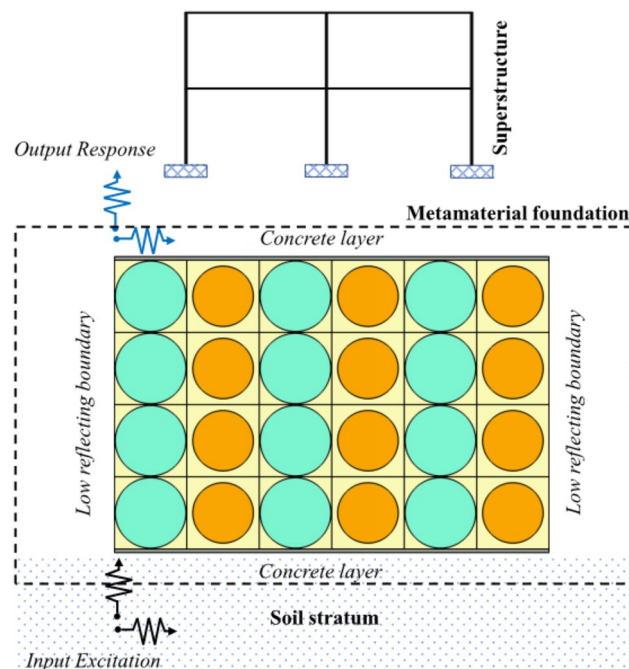 Superstructure
Output Response
Metamaterial foundation
Concrete layer
Low reflecting boundary
Low reflecting boundary
Concrete layer
Soil stratum
Input Excitation